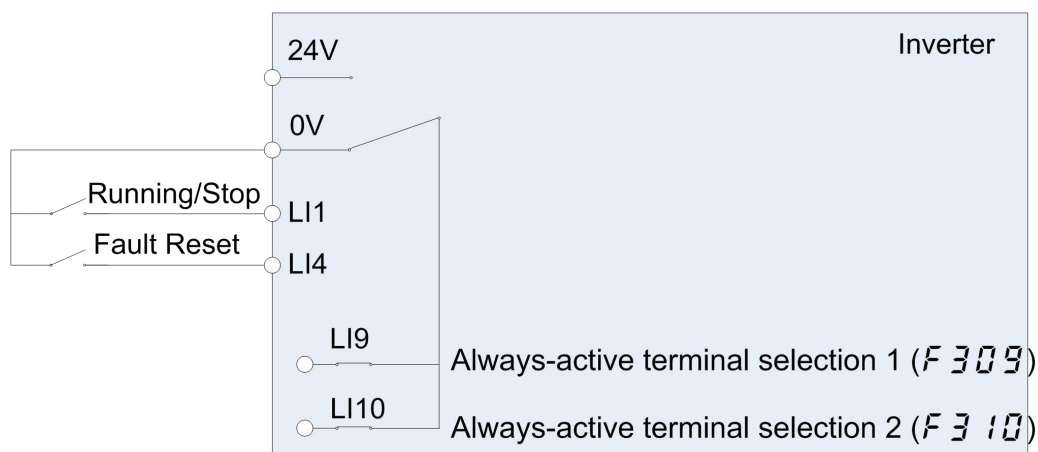 Inverter
24V
0V
Running/Stop
LI1
Fault Reset
LI4
LI9
Always-active terminal selection 1 (F309)
LI10
Always-active terminal selection 2 (F310)